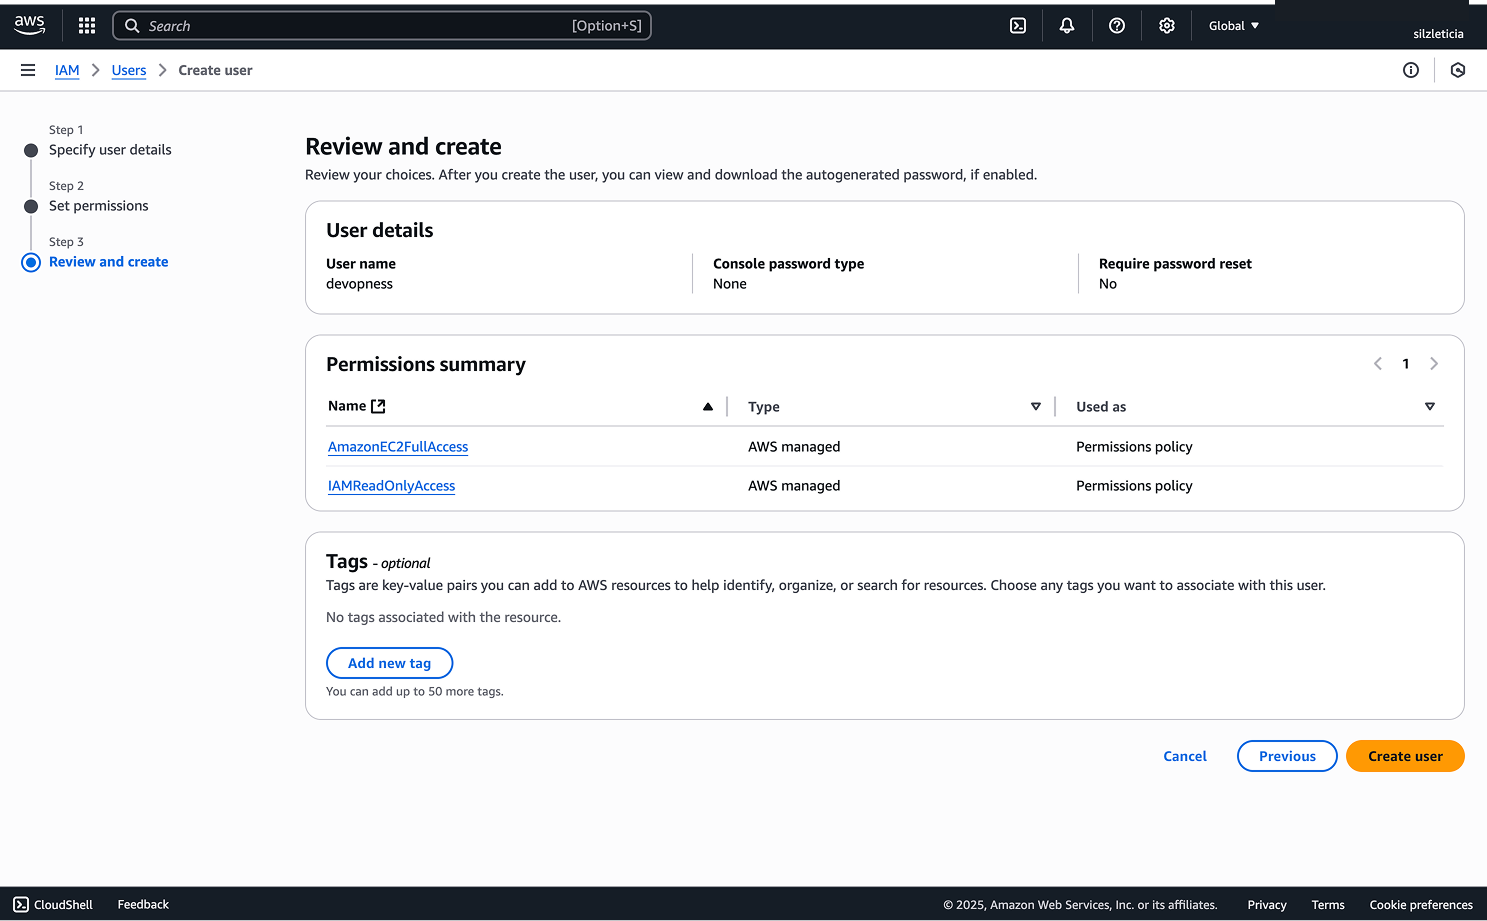 aws
Search [Option+S]
Global
silzleticia
IAM Users Create user
Step 1
Specify user details
Step 2
Set permissions
Step 3
Review and create
Review and create
Review your choices. After you create the user, you can view and download the autogenerated password, if enabled.
User details
User name Console password type Require password reset
devopness None No
Permissions summary
1
Name Type Used as
AmazonEC2FullAccess AWS managed Permissions policy
IAMReadOnlyAccess AWS managed Permissions policy
Tags - optional
Tags are key-value pairs you can add to AWS resources to help identify, organize, or search for resources. Choose any tags you want to associate with this user.
No tags associated with the resource.
Add new tag
You can add up to 50 more tags.
Cancel Previous Create user
CloudShell Feedback © 2025, Amazon Web Services, Inc. or its affiliates. Privacy Terms Cookie preferences